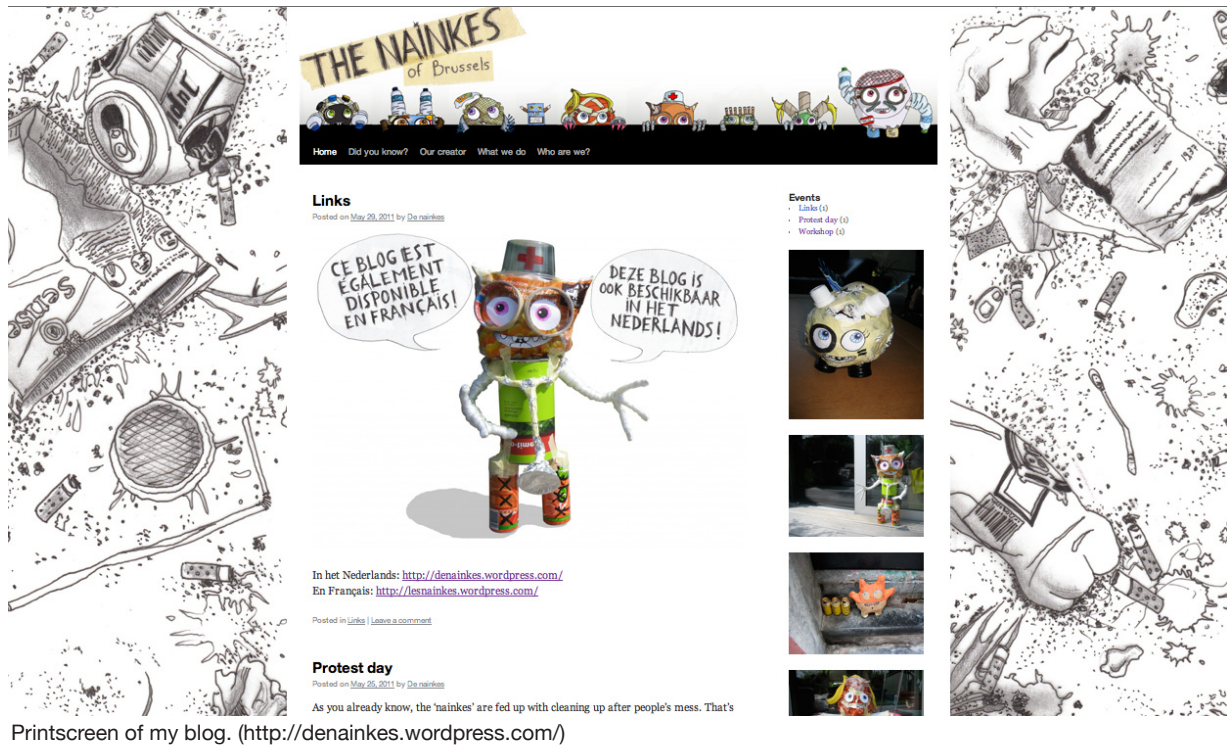 THE NAINKES
of Brussels
Home Did you know? Our creator What we do Who are we?
Links
Posted on May 29, 2011 by De nainkes
CE BLOG EST
ÉGALEMENT
DISPONIBLE
EN FRANÇAIS!
DEZE BLOG IS
OOK BESCHIKBAAR
IN HET
NEDERLANDS!
In het Nederlands: http://denainkes.wordpress.com/
En Français: http://lesnainkes.wordpress.com/
Posted in Links | Leave a comment
Protest day
Posted on May 25, 2011 by De nainkes
As you already know, the ‘nainkes’ are fed up with cleaning up after people’s mess. That’s
Events
Links (1)
Protest day (1)
Workshop (1)
Jup
Sensu
1937
Printscreen of my blog. (http://denainkes.wordpress.com/)